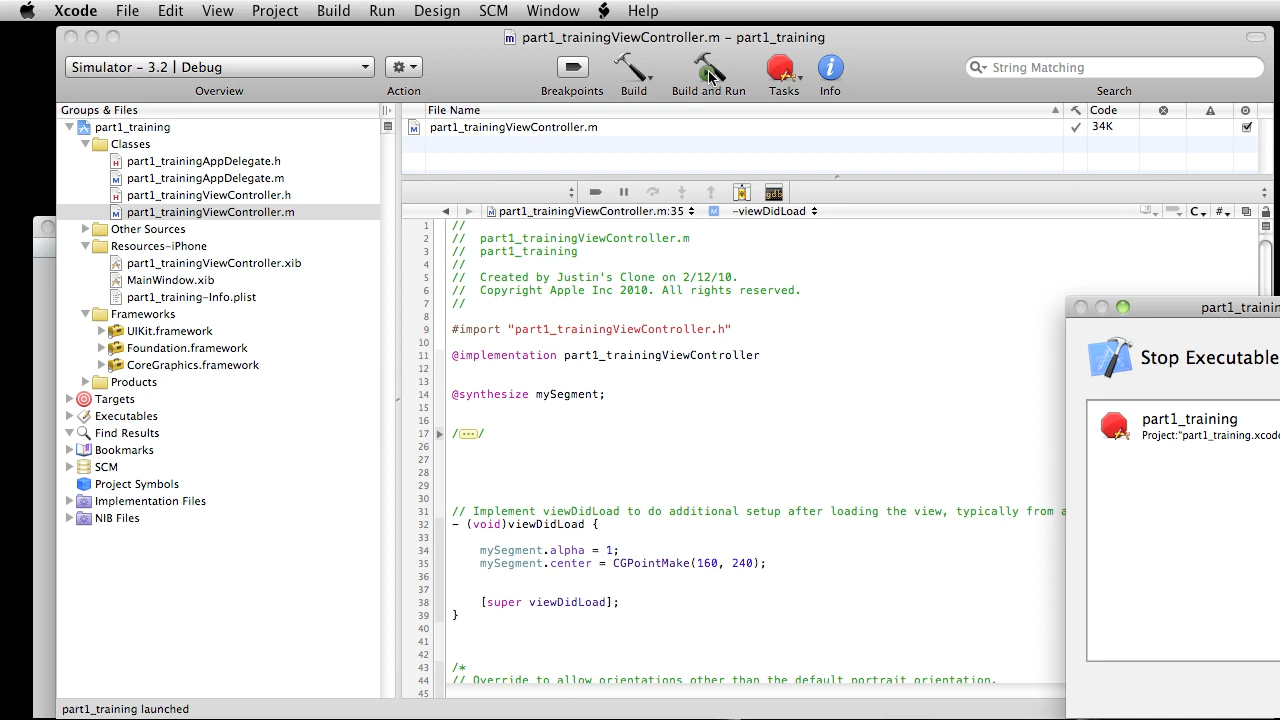 Xcode File Edit View Project Build Run Design SCM Window Help
part1_trainingViewController.m – part1_training
Simulator - 3.2 | Debug
String Matching
Overview Action Breakpoints Build Build and Run Tasks Info Search
Groups & Files
part1_training
Classes
part1_trainingAppDelegate.h
part1_trainingAppDelegate.m
part1_trainingViewController.h
part1_trainingViewController.m
Other Sources
Resources-iPhone
part1_trainingViewController.xib
MainWindow.xib
part1_training-Info.plist
Frameworks
UIKit.framework
Foundation.framework
CoreGraphics.framework
Products
Targets
Executables
Find Results
Bookmarks
SCM
Project Symbols
Implementation Files
NIB Files
File Name Code
part1_trainingViewController.m 34K
gdb
part1_trainingViewController.m:35 -viewDidLoad C #
1 //
2 // part1_trainingViewController.m
3 // part1_training
4 //
5 // Created by Justin's Clone on 2/12/10.
6 // Copyright Apple Inc 2010. All rights reserved.
7 //
8
9 #import "part1_trainingViewController.h"
10
11 @implementation part1_trainingViewController
12
13
14 @synthesize mySegment;
15
16
17 /•••/
26
27
28
29
30
31 // Implement viewDidLoad to do additional setup after loading the view, typically from a
32 - (void)viewDidLoad {
33
34 mySegment.alpha = 1;
35 mySegment.center = CGPointMake(160, 240);
36
37
38 [super viewDidLoad];
39 }
40
41
42
43 /*
44 // Override to allow orientations other than the default portrait orientation.
45
part1_training
Stop Executable
part1_training
Project:"part1_training.xcode
part1_training launched